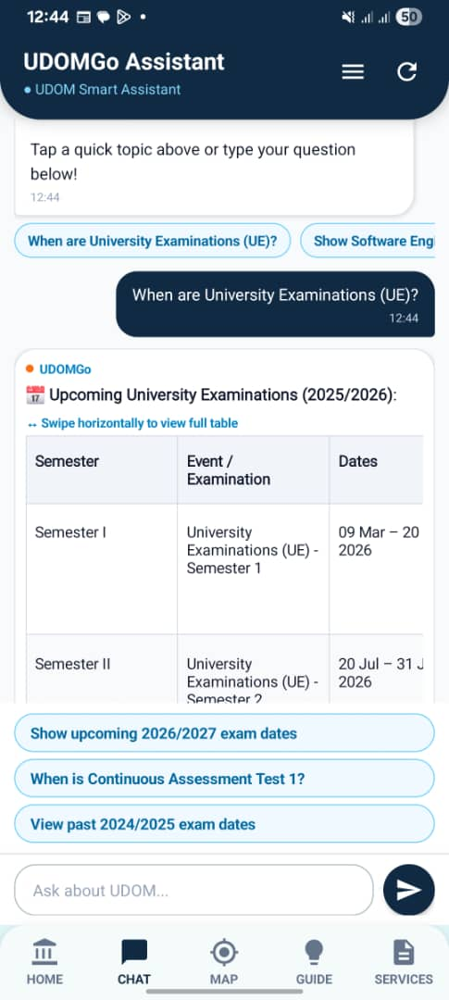 12:44
50
UDOMGo Assistant
• UDOM Smart Assistant
Tap a quick topic above or type your question
below!
12:44
When are University Examinations (UE)?
Show Software Eng
When are University Examinations (UE)?
12:44
UDOMGo
17 Upcoming University Examinations (2025/2026):
↔ Swipe horizontally to view full table
Semester
Event /
Examination
Dates
Semester I
University
Examinations (UE) -
Semester 1
09 Mar – 20
2026
Semester II
University
Examinations (UE) -
Semester 2
20 Jul – 31 J
2026
Show upcoming 2026/2027 exam dates
When is Continuous Assessment Test 1?
View past 2024/2025 exam dates
Ask about UDOM...
HOME
CHAT
MAP
GUIDE
SERVICES